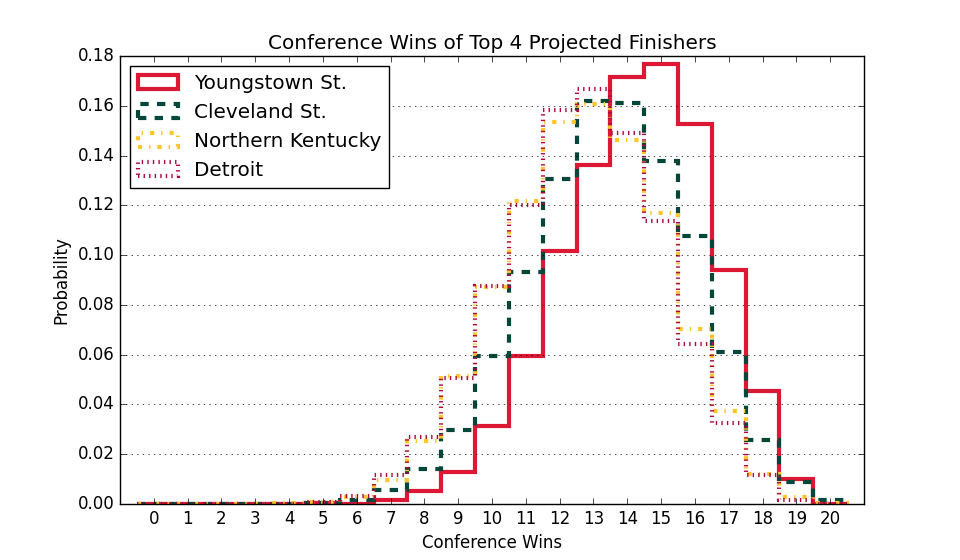 Conference Wins of Top 4 Projected Finishers
Youngstown St.
Cleveland St.
Northern Kentucky
Detroit
Probability
0.18
0.16
0.14
0.12
0.10
0.08
0.06
0.04
0.02
0.00
0 1 2 3 4 5 6 7 8 9 10 11 12 13 14 15 16 17 18 19 20
Conference Wins